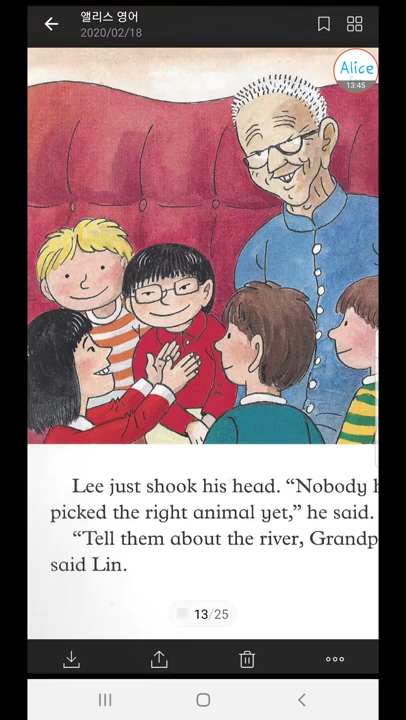 앨리스 영어
2020/02/18
Alice
13:45
Lee just shook his head. “Nobody
picked the right animal yet,” he said.
“Tell them about the river, Grandp
said Lin.
13/25